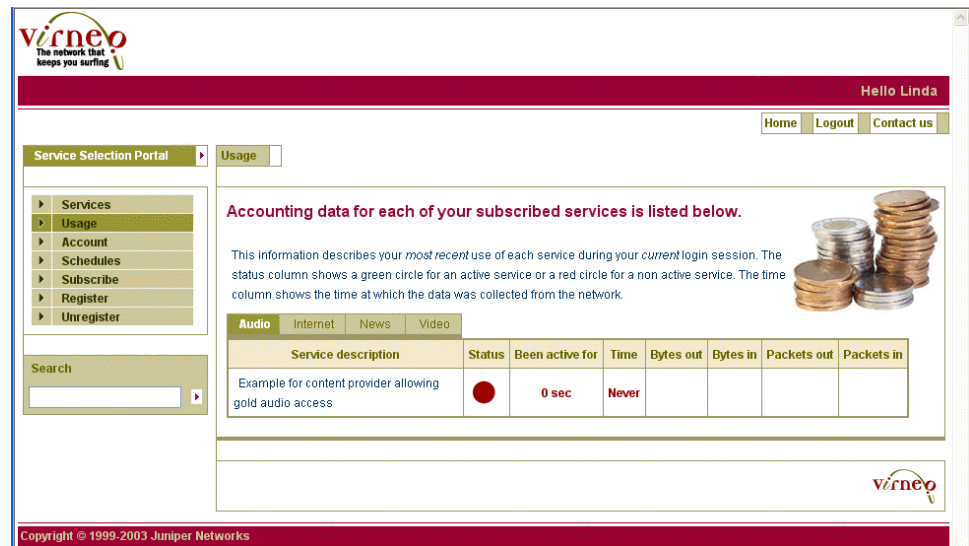 virneo
The network that
keeps you surfing
Hello Linda
Home Logout Contact us
Service Selection Portal
Usage
Services
Usage
Account
Schedules
Subscribe
Register
Unregister
Search
Accounting data for each of your subscribed services is listed below.
This information describes your most recent use of each service during your current login session. The
status column shows a green circle for an active service or a red circle for a non active service. The time
column shows the time at which the data was collected from the network.
Audio Internet News Video
Service description Status Been active for Time Bytes out Bytes in Packets out Packets in
Example for content provider allowing
gold audio access
0 sec Never
virneo
Copyright © 1999-2003 Juniper Networks